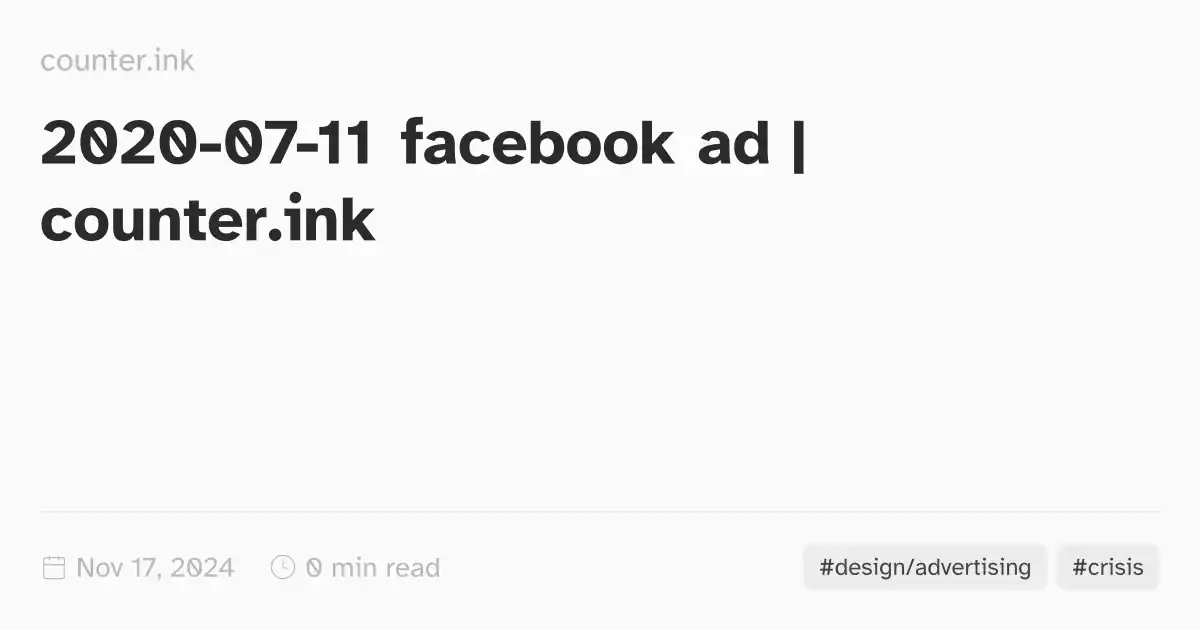 counter.ink
2020-07-11 facebook ad |
counter.ink
Nov 17, 2024 0 min read #design/advertising #crisis